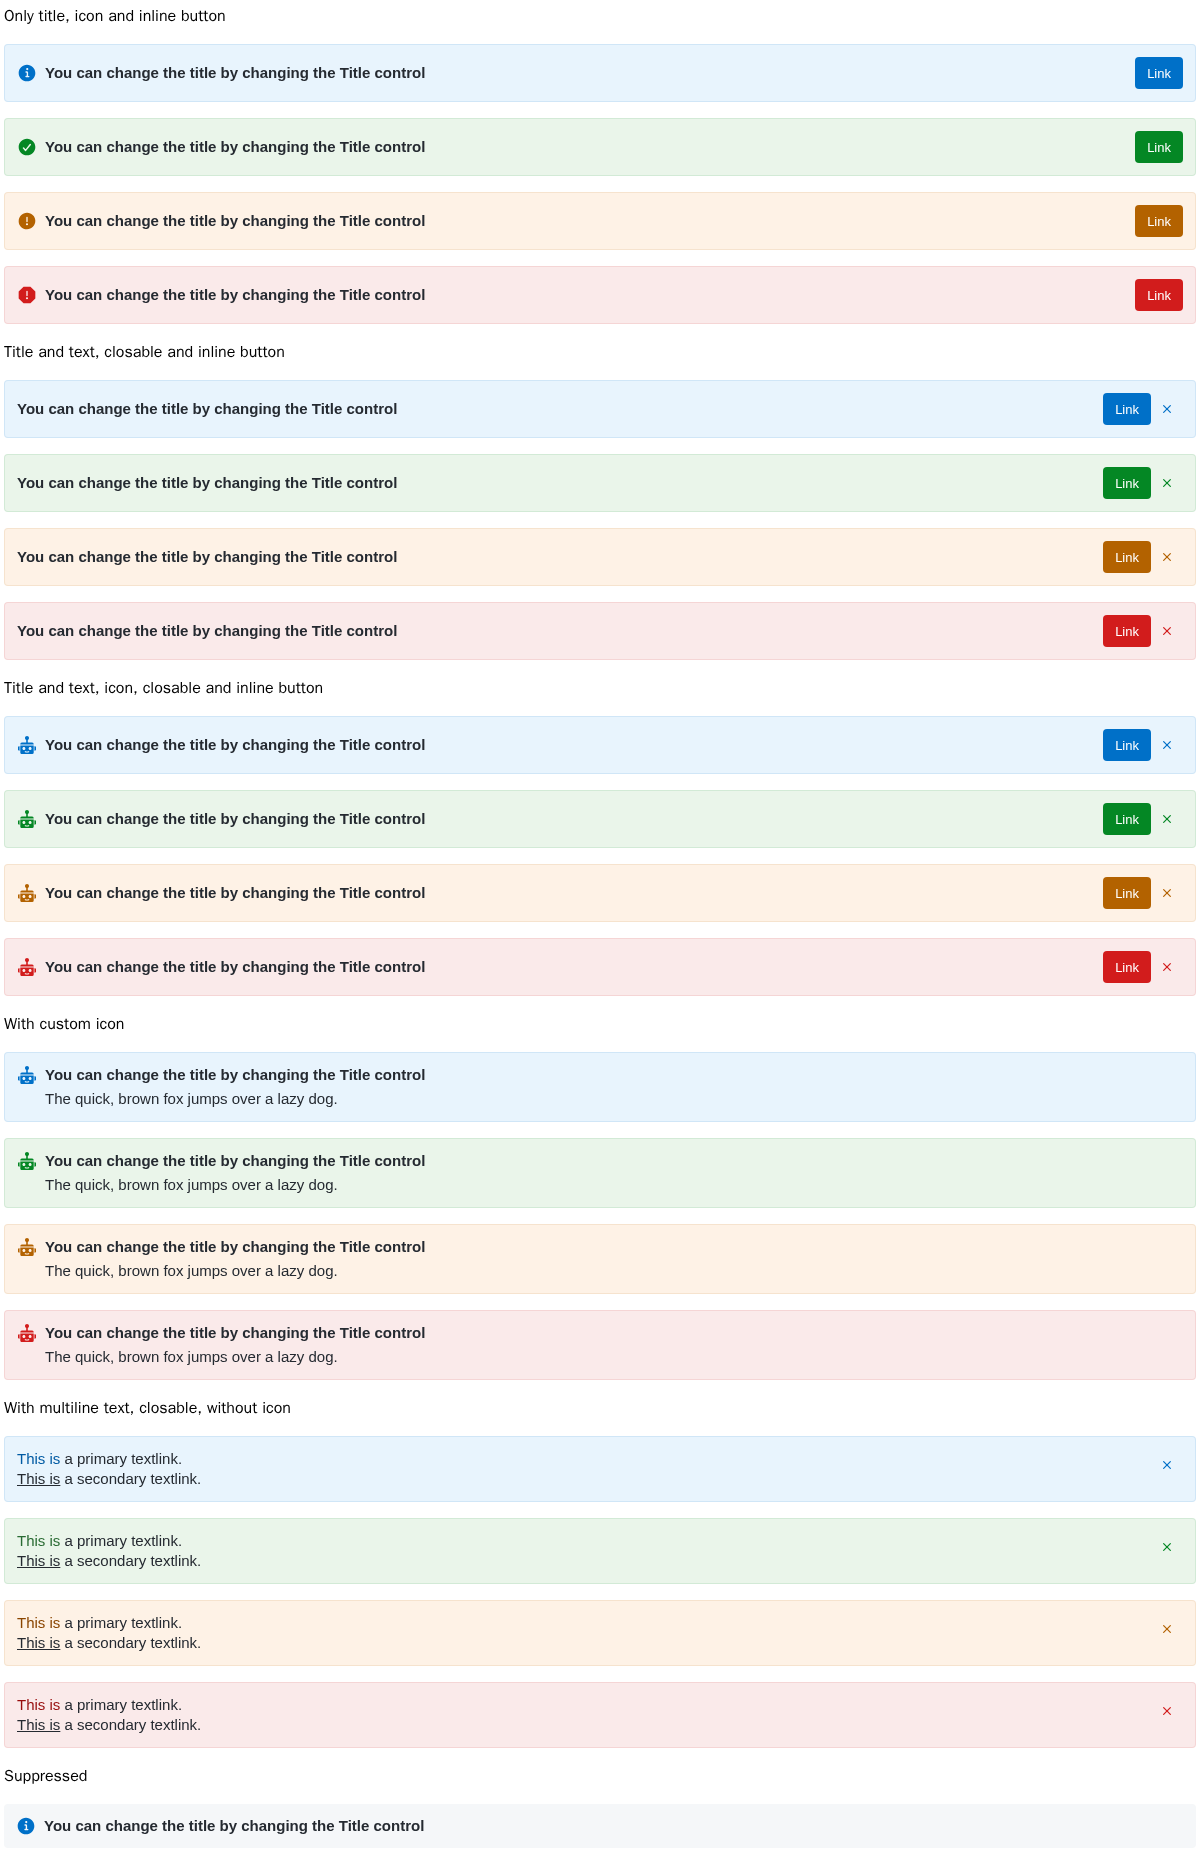 Only title, icon and inline button
You can change the title by changing the Title control Link
You can change the title by changing the Title control Link
You can change the title by changing the Title control Link
You can change the title by changing the Title control Link
Title and text, closable and inline button
You can change the title by changing the Title control Link
You can change the title by changing the Title control Link
You can change the title by changing the Title control Link
You can change the title by changing the Title control Link
Title and text, icon, closable and inline button
You can change the title by changing the Title control Link
You can change the title by changing the Title control Link
You can change the title by changing the Title control Link
You can change the title by changing the Title control Link
With custom icon
You can change the title by changing the Title control
The quick, brown fox jumps over a lazy dog.
You can change the title by changing the Title control
The quick, brown fox jumps over a lazy dog.
You can change the title by changing the Title control
The quick, brown fox jumps over a lazy dog.
You can change the title by changing the Title control
The quick, brown fox jumps over a lazy dog.
With multiline text, closable, without icon
This is a primary textlink.
This is a secondary textlink.
This is a primary textlink.
This is a secondary textlink.
This is a primary textlink.
This is a secondary textlink.
This is a primary textlink.
This is a secondary textlink.
Suppressed
You can change the title by changing the Title control